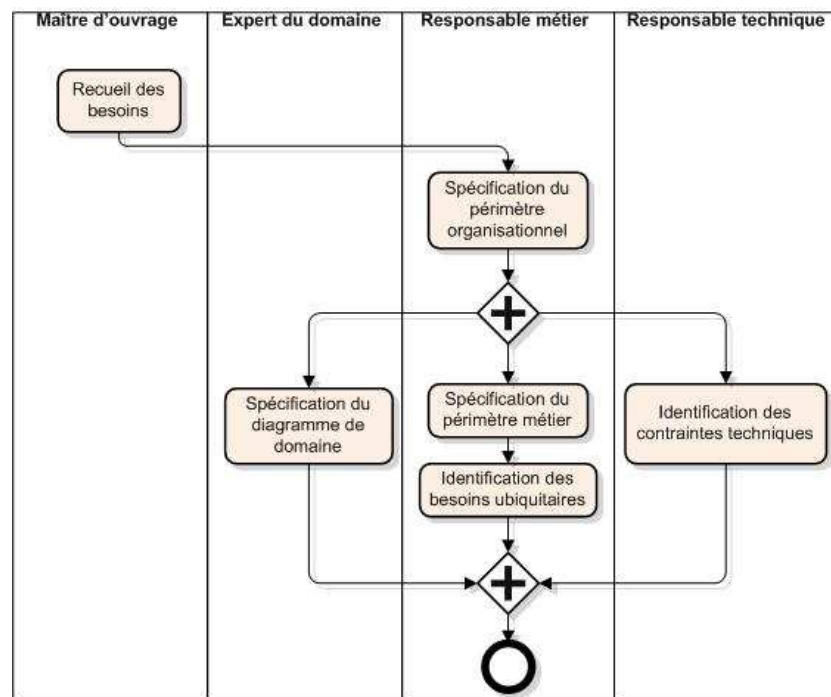 Maître d'ouvrage
Expert du domaine
Responsable métier
Responsable technique
Recueil des
besoins
Spécification du
périmètre
organisationnel
Spécification du
diagramme de
domaine
Spécification du
périmètre métier
Identification des
contraintes techniques
Identification des
besoins ubiquitaires